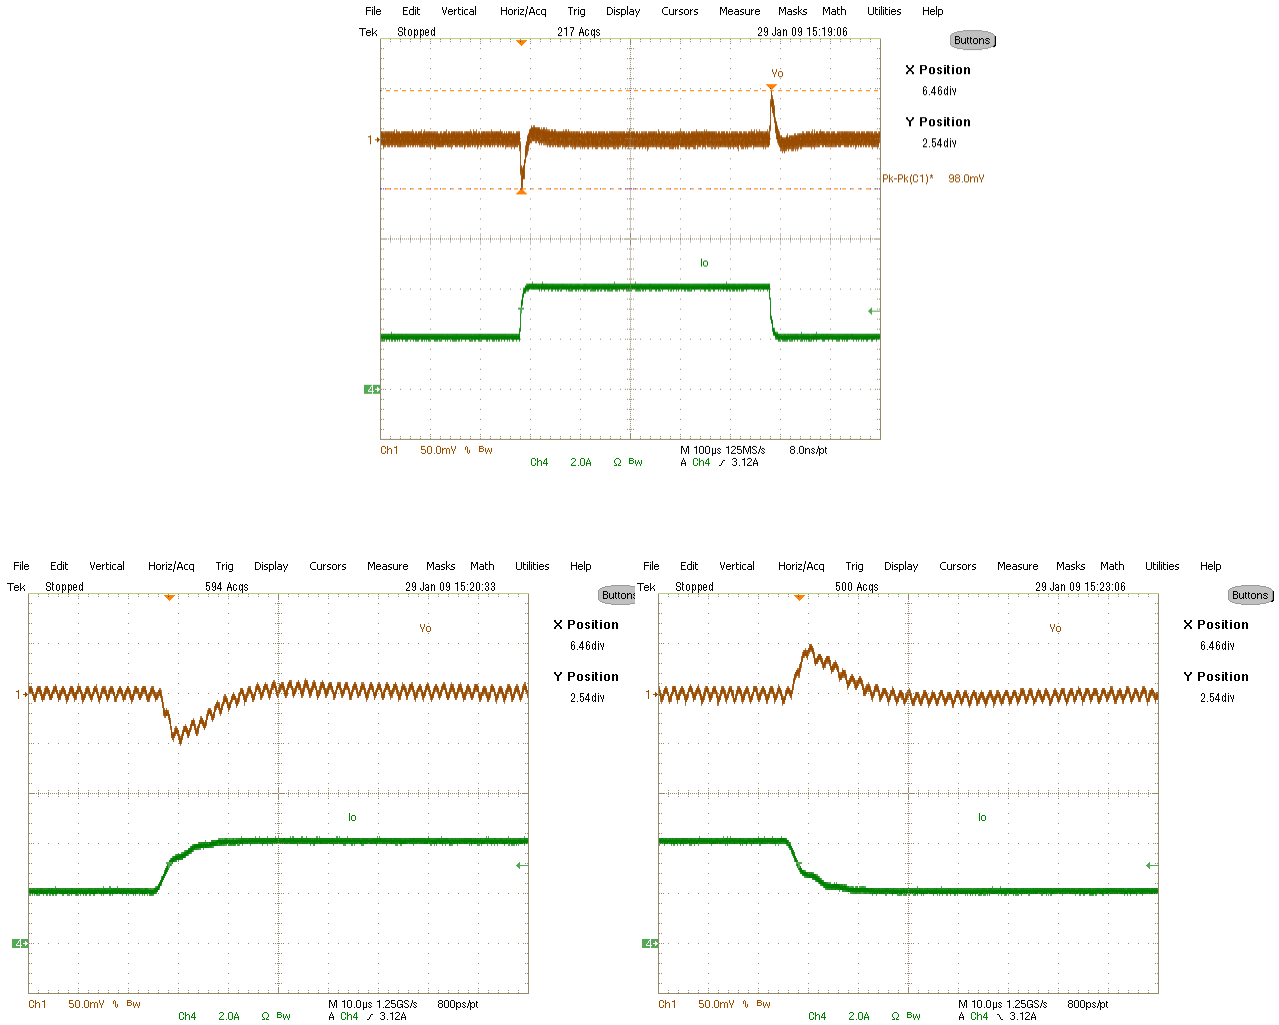 File Edit Vertical Horiz/Acq Trig Display Cursors Measure Masks Math Utilities Help
Tek Stopped 217 Acqs 29 Jan 09 15:19:06
Buttons
X Position
6.46div
Y Position
2.54div
Vo
1
Pk-Pk(C1)* 98.0mV
Io
4
Ch1 50.0mV % Bw M 100µs 125MS/s 8.0ns/pt
Ch4 2.0A Ω Bw A Ch4 3.12A
File Edit Vertical Horiz/Acq Trig Display Cursors Measure Masks Math Utilities Help
Tek Stopped 594 Acqs 29 Jan 09 15:20:33
Buttons
X Position
6.46div
Y Position
2.54div
Vo
1
Io
4
Ch1 50.0mV % Bw M 10.0µs 1.25GS/s 800ps/pt
Ch4 2.0A Ω Bw A Ch4 3.12A
File Edit Vertical Horiz/Acq Trig Display Cursors Measure Masks Math Utilities Help
Tek Stopped 500 Acqs 29 Jan 09 15:23:06
Buttons
X Position
6.46div
Y Position
2.54div
Vo
1
Io
4
Ch1 50.0mV % Bw M 10.0µs 1.25GS/s 800ps/pt
Ch4 2.0A Ω Bw A Ch4 3.12A